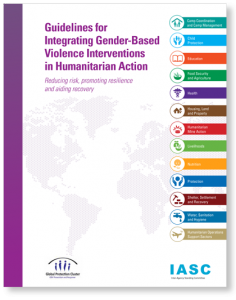 Guidelines for
Integrating Gender-Based
Violence Interventions
in Humanitarian Action
Reducing risk, promoting resilience
and aiding recovery
Camp Coordination
and Camp Management
Child
Protection
Education
Food Security
and Agriculture
Health
Housing, Land
and Property
Humanitarian
Mine Action
Livelihoods
Nutrition
Protection
Shelter, Settlement
and Recovery
Water, Sanitation
and Hygiene
Humanitarian Operations
Support Sectors
Global Protection Cluster
IASC
Inter-Agency Standing Committee